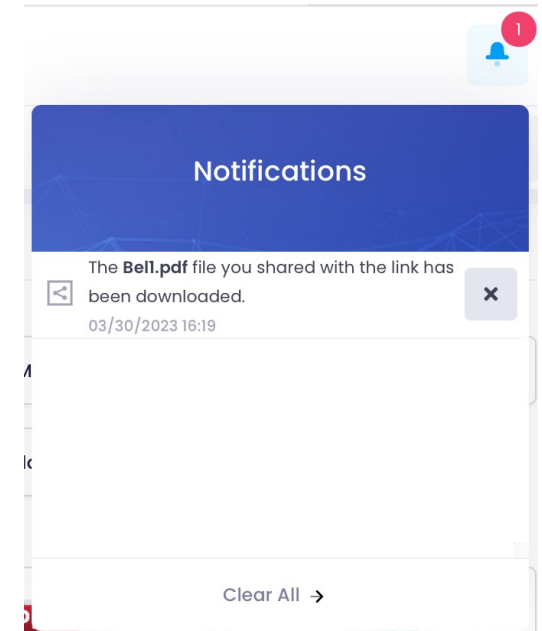 1
Notifications
The Bel1.pdf file you shared with the link has
been downloaded.
03/30/2023 16:19
Clear All →